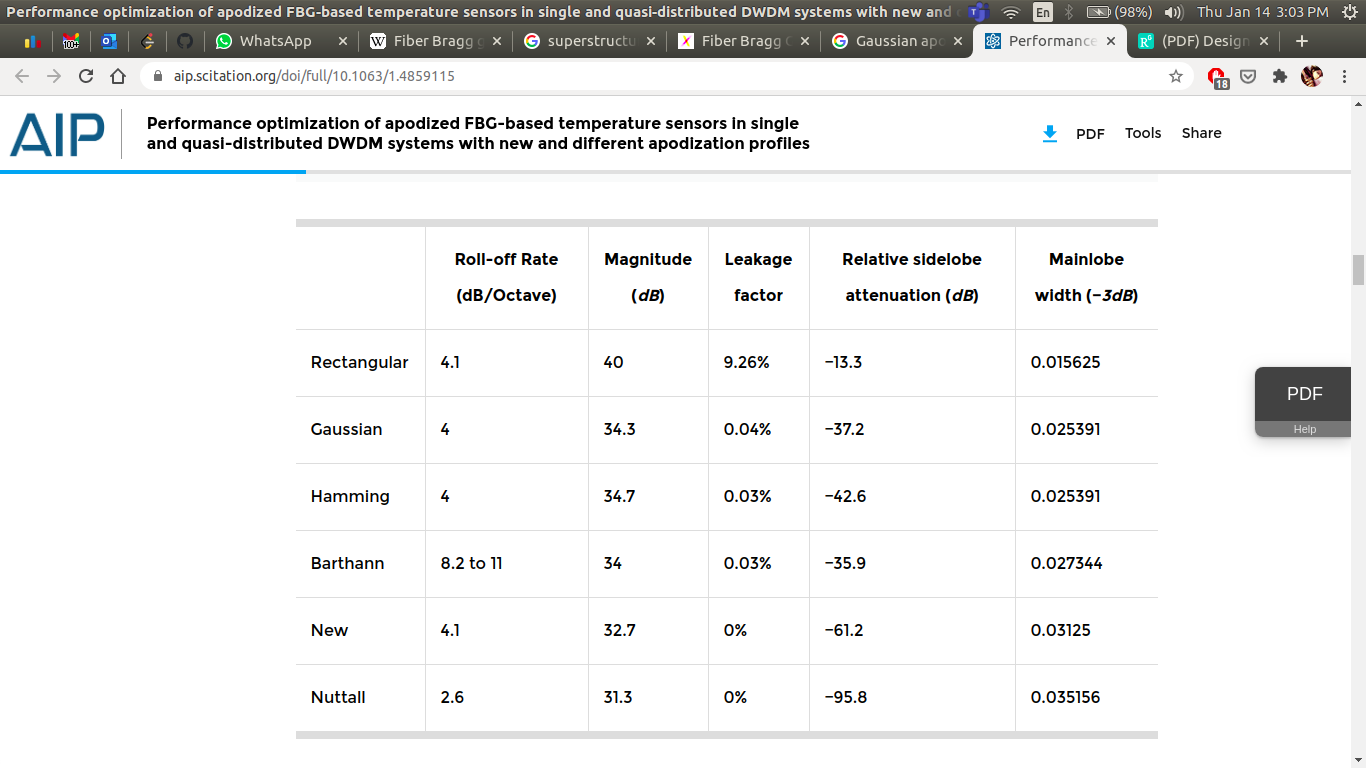 Performance optimization of apodized FBG-based temperature sensors in single and quasi-distributed DWDM systems with new and
En (98%) Thu Jan 14 3:03 PM
100+ WhatsApp × W Fiber Bragg g × superstructu × Fiber Bragg × Gaussian apo × Performance × (PDF) Design × +
aip.scitation.org/doi/full/10.1063/1.4859115 18
AIP
Performance optimization of apodized FBG-based temperature sensors in single
and quasi-distributed DWDM systems with new and different apodization profiles
PDF Tools Share
Roll-off Rate Magnitude Leakage Relative sidelobe Mainlobe
(dB/Octave) (dB) factor attenuation (dB) width (−3dB)
Rectangular 4.1 40 9.26% −13.3 0.015625
Gaussian 4 34.3 0.04% −37.2 0.025391
Hamming 4 34.7 0.03% −42.6 0.025391
Barthann 8.2 to 11 34 0.03% −35.9 0.027344
New 4.1 32.7 0% −61.2 0.03125
Nuttall 2.6 31.3 0% −95.8 0.035156
PDF
Help